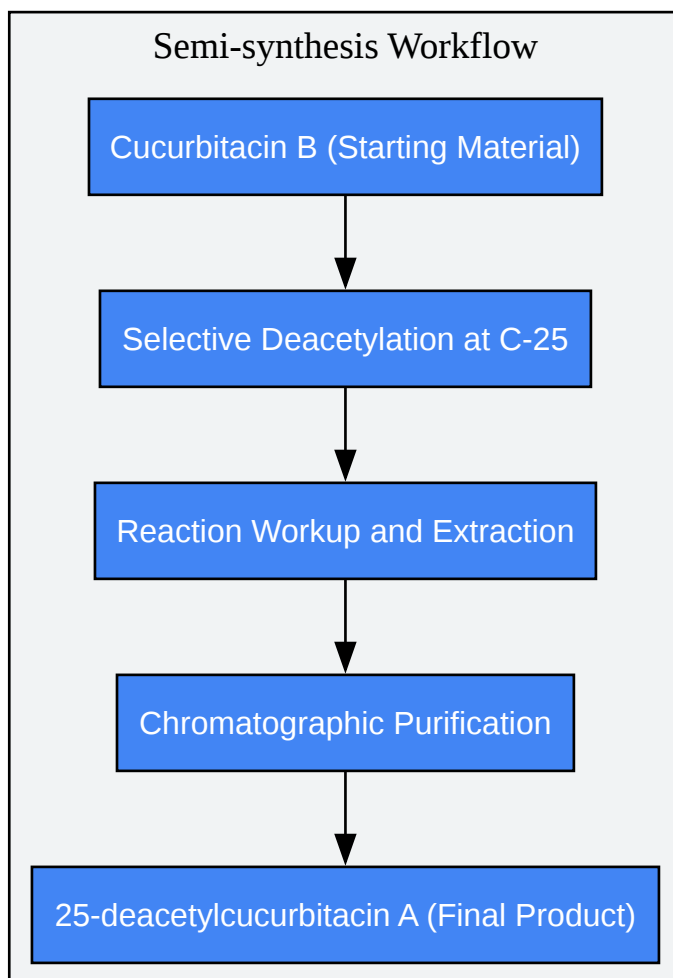 Semi-synthesis Workflow
Cucurbitacin B (Starting Material)
Selective Deacetylation at C-25
Reaction Workup and Extraction
Chromatographic Purification
25-deacetylcucurbitacin A (Final Product)